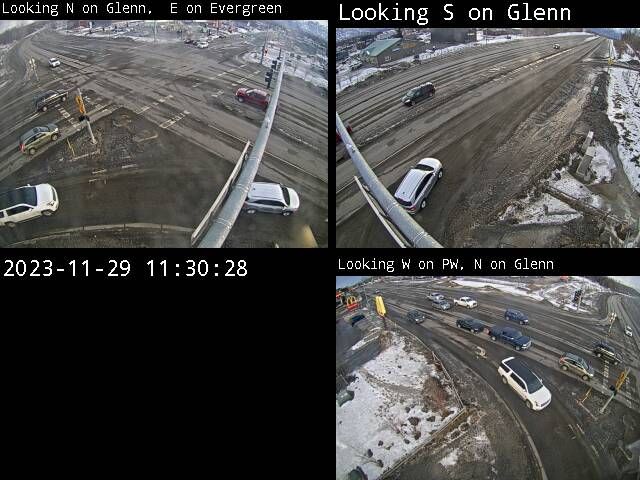 Looking N on Glenn,  E on Evergreen
Looking S on Glenn
2023-11-29 11:30:28
Looking W on PW, N on Glenn